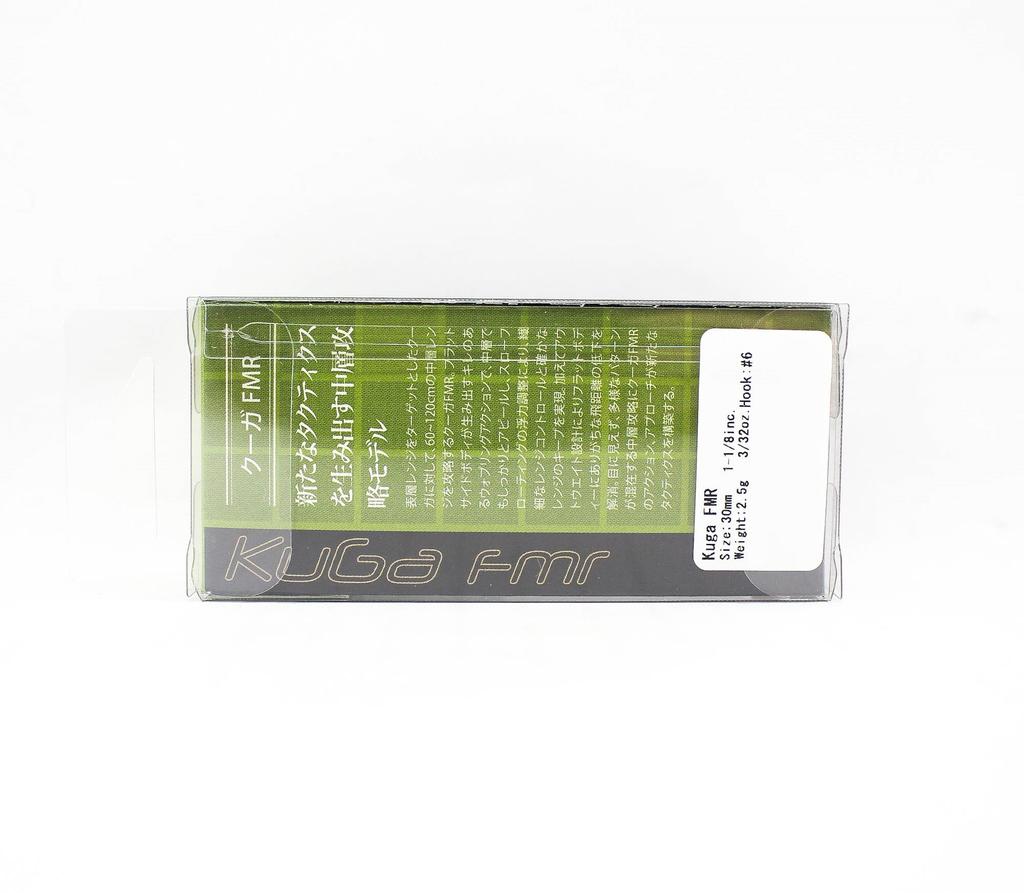 クーガ FMR
新たなタクティクス
を生み出す中層攻
略モデル
表層レンジをターゲットとしたクー
ガに対して、60~120cmの中層レン
ジを攻略するクーガFMR。フラット
サイドボディが生み出すキレのあ
るウォブリングアクションで、中層で
もしっかりとアピールし、スローフ
ローティングの浮力調整により、繊
細なレンジコントロールと確かな
レンジのキープを実現。加えてアウ
トウェイト設計によりフラットボデ
ィーにありがちな飛距離の低下を
解消。目に見えず、多様なパターン
が混在する中層攻略にクーガFMR
のアクション、アプローチが新たな
タクティクスを構築する。
KuGa FMR
Kuga FMR
Size:30mm 1-1/8inc.
Weight:2.5g 3/32oz.Hook:#6